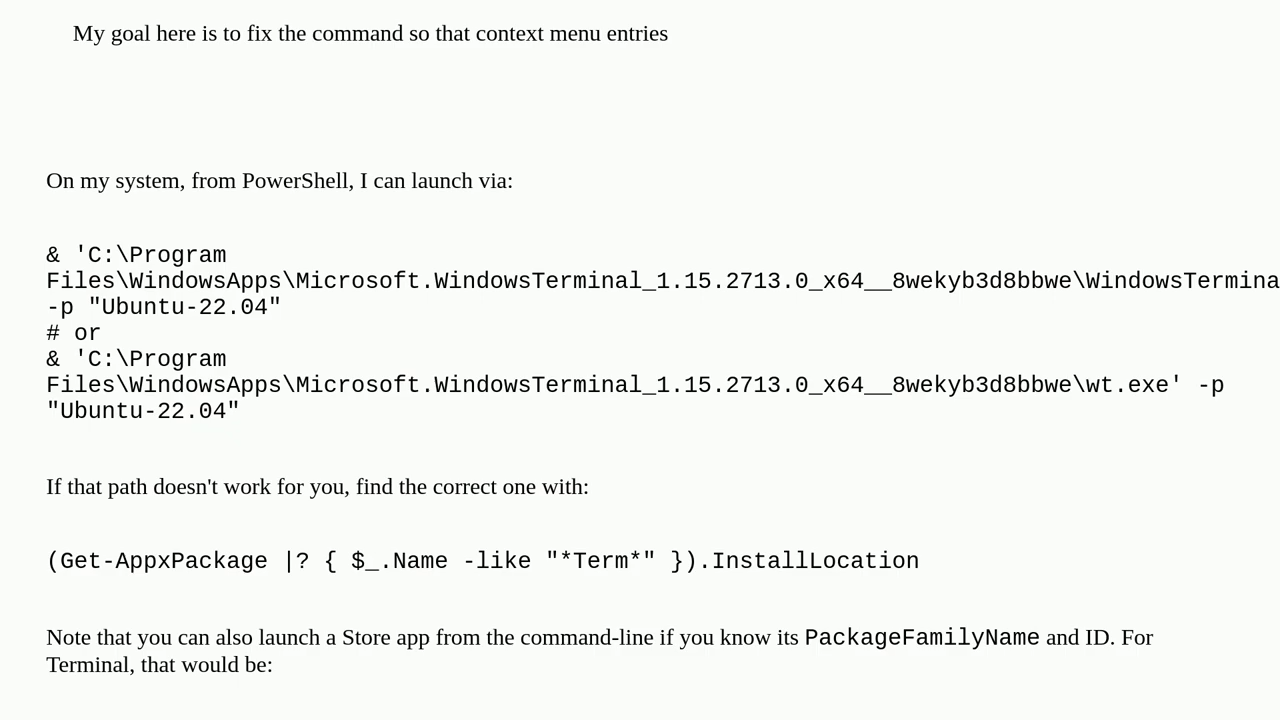 My goal here is to fix the command so that context menu entries
On my system, from PowerShell, I can launch via:
& 'C:\Program
Files\WindowsApps\Microsoft.WindowsTerminal_1.15.2713.0_x64__8wekyb3d8bbwe\WindowsTermina
-p "Ubuntu-22.04"
# or
& 'C:\Program
Files\WindowsApps\Microsoft.WindowsTerminal_1.15.2713.0_x64__8wekyb3d8bbwe\wt.exe' -p
"Ubuntu-22.04"
If that path doesn't work for you, find the correct one with:
(Get-AppxPackage |? { $_.Name -like "*Term*" }).InstallLocation
Note that you can also launch a Store app from the command-line if you know its PackageFamilyName and ID. For
Terminal, that would be: